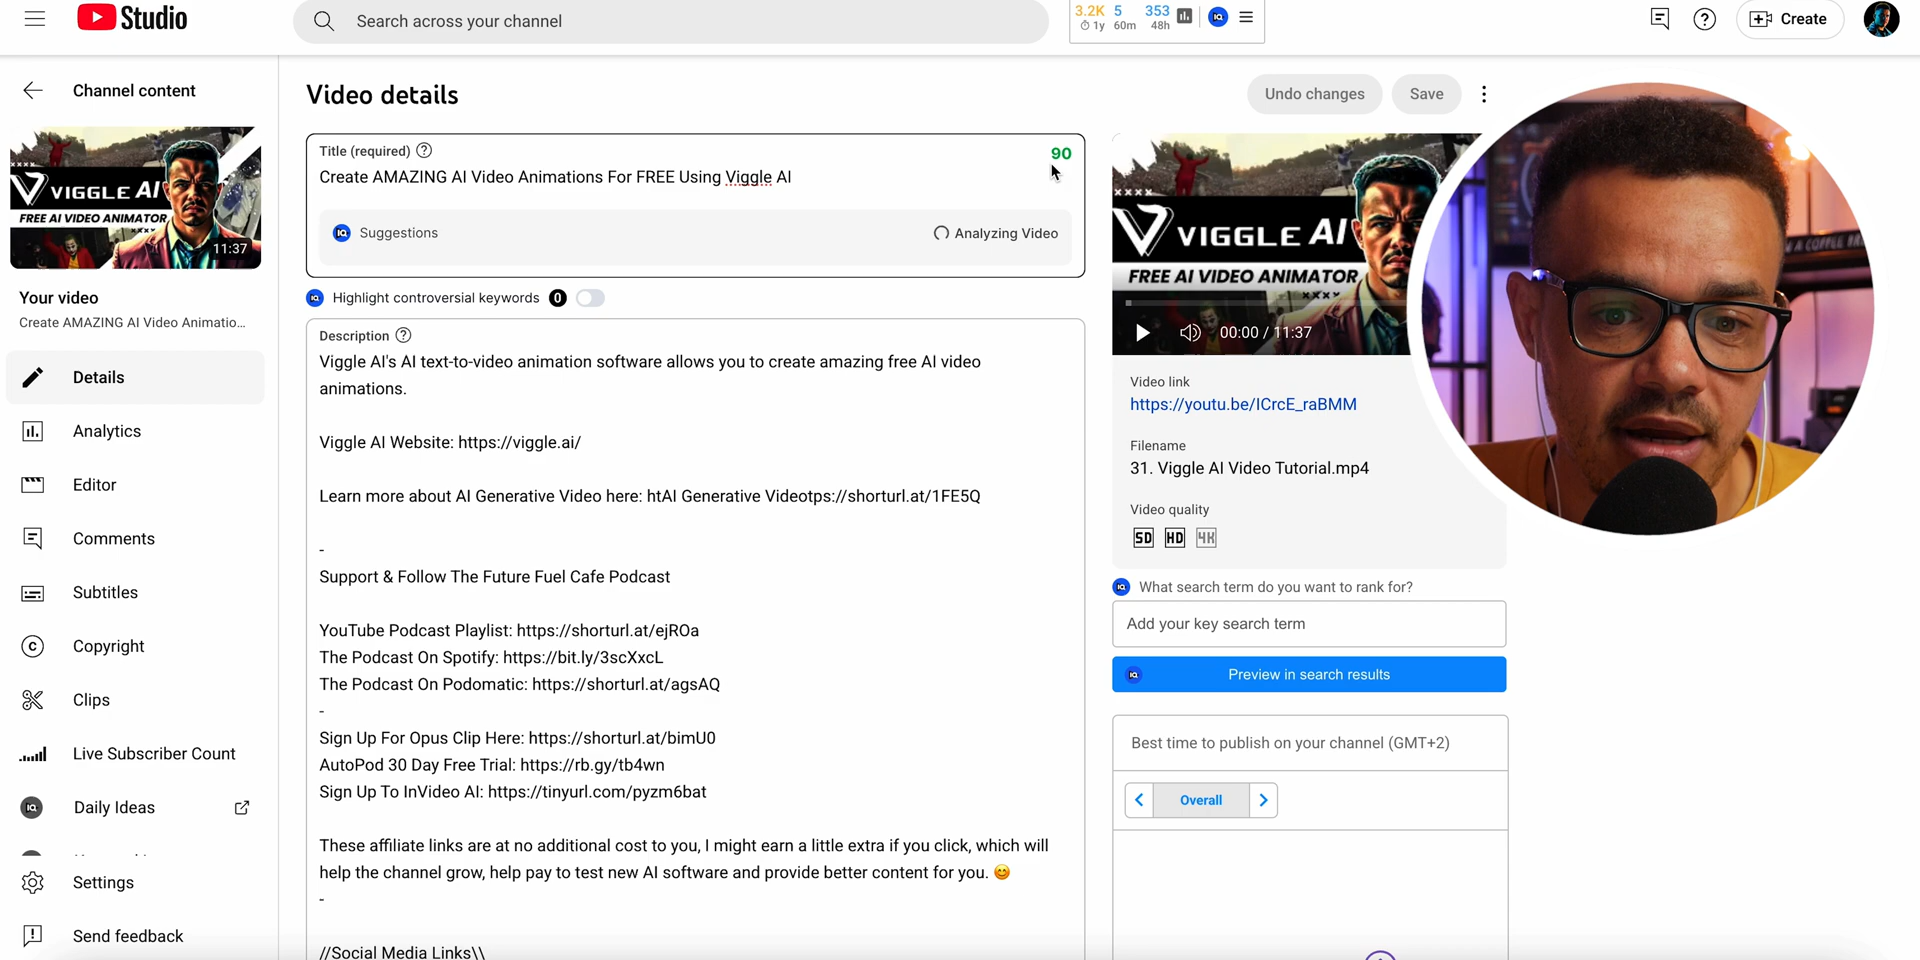 Studio
Search across your channel
3.2K 5 353
1y 60m 48h
IQ
Create
Channel content
VIGGLE AI
FREE AI VIDEO ANIMATOR
11:37
Your video
Create AMAZING AI Video Animatio...
Details
Analytics
Editor
Comments
Subtitles
Copyright
Clips
Live Subscriber Count
Daily Ideas
Settings
Send feedback
Video details
Undo changes
Save
Title (required)
90
Create AMAZING AI Video Animations For FREE Using Viggle AI
Suggestions
Analyzing Video
Highlight controversial keywords 0
Description
Viggle AI's AI text-to-video animation software allows you to create amazing free AI video
animations.
Viggle AI Website: https://viggle.ai/
Learn more about AI Generative Video here: htAI Generative Videotps://shorturl.at/1FE5Q
-
Support & Follow The Future Fuel Cafe Podcast
YouTube Podcast Playlist: https://shorturl.at/ejROa
The Podcast On Spotify: https://bit.ly/3scXxcL
The Podcast On Podomatic: https://shorturl.at/agsAQ
-
Sign Up For Opus Clip Here: https://shorturl.at/bimU0
AutoPod 30 Day Free Trial: https://rb.gy/tb4wn
Sign Up To InVideo AI: https://tinyurl.com/pyzm6bat
These affiliate links are at no additional cost to you, I might earn a little extra if you click, which will
help the channel grow, help pay to test new AI software and provide better content for you. 😊
-
//Social Media Links\\
VIGGLE AI
FREE AI VIDEO ANIMATOR
00:00 / 11:37
Video link
https://youtu.be/ICrcE_raBMM
Filename
31. Viggle AI Video Tutorial.mp4
Video quality
SD HD 4K
What search term do you want to rank for?
Add your key search term
Preview in search results
Best time to publish on your channel (GMT+2)
Overall